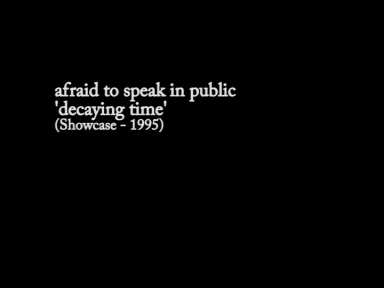 afraid to speak in public
'decaying time'
(Showcase - 1995)